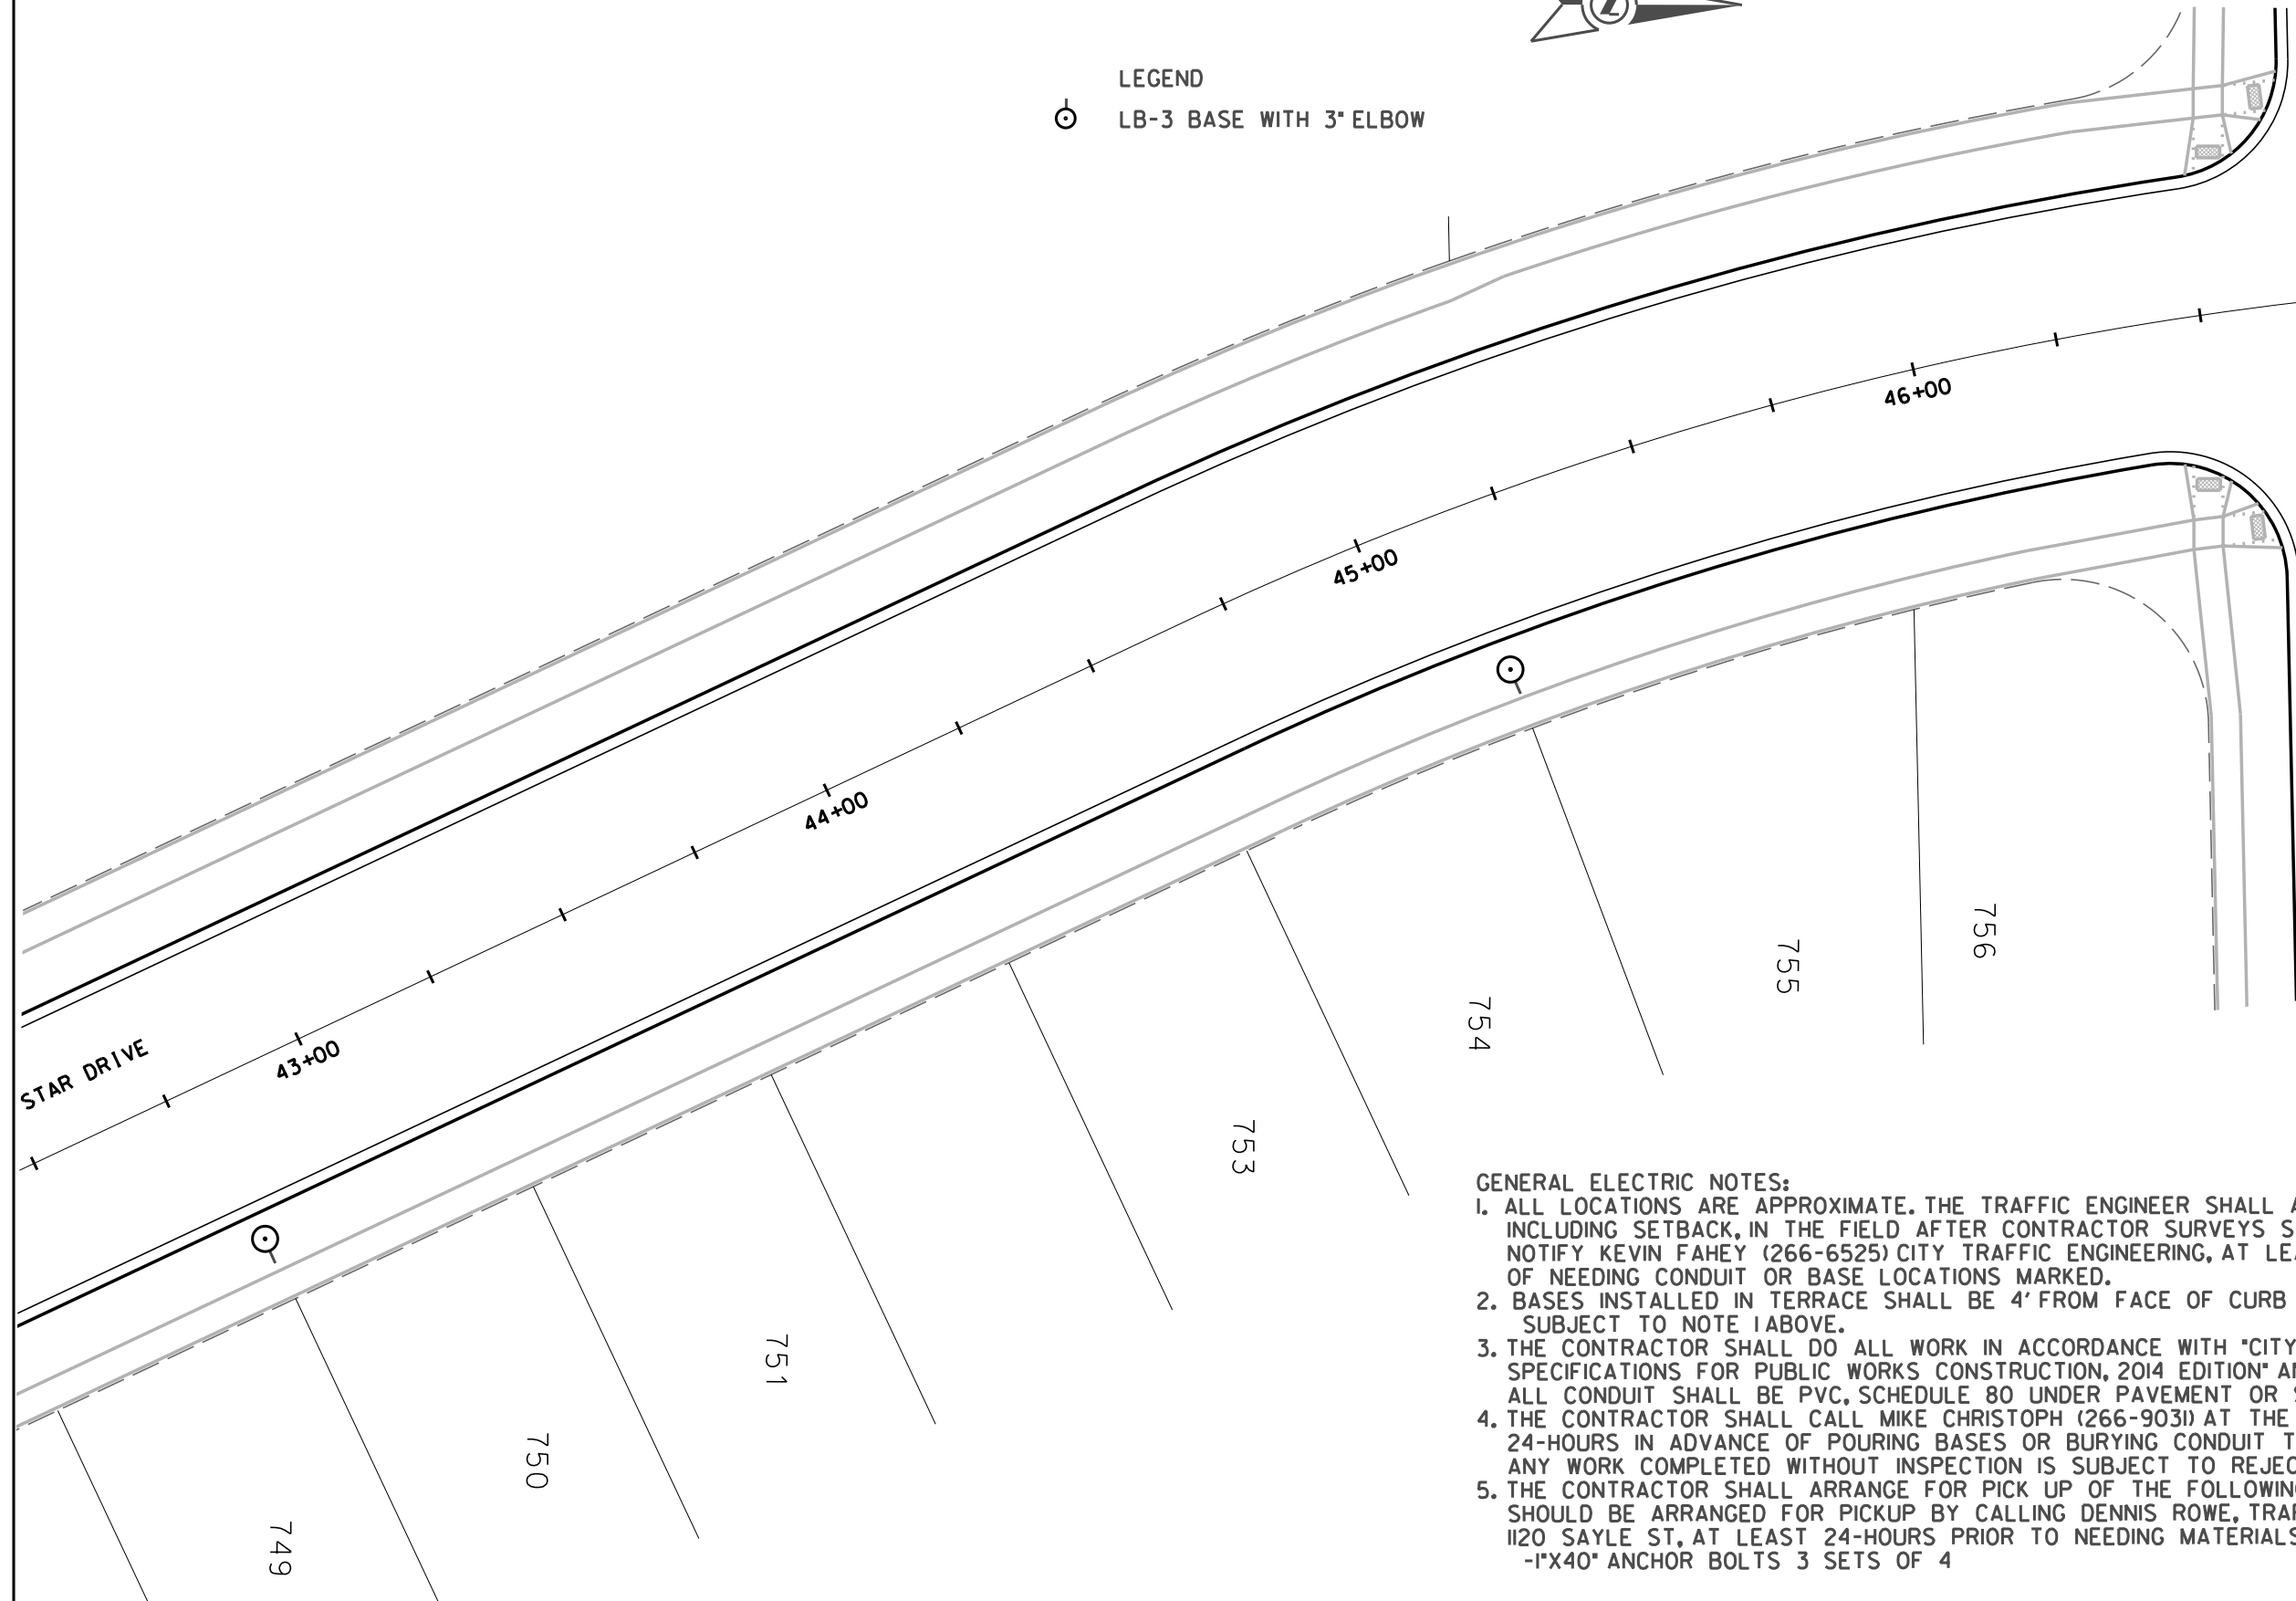 LEGEND
LB-3 BASE WITH 3" ELBOW
46+00
45+00
44+00
43+00
STAR DRIVE
756
755
754
753
751
750
749
GENERAL ELECTRIC NOTES:
1. ALL LOCATIONS ARE APPROXIMATE. THE TRAFFIC ENGINEER SHALL
INCLUDING SETBACK, IN THE FIELD AFTER CONTRACTOR SURVEYS
NOTIFY KEVIN FAHEY (266-6525) CITY TRAFFIC ENGINEERING, AT
OF NEEDING CONDUIT OR BASE LOCATIONS MARKED.
2. BASES INSTALLED IN TERRACE SHALL BE 4' FROM FACE OF CURB
SUBJECT TO NOTE 1 ABOVE.
3. THE CONTRACTOR SHALL DO ALL WORK IN ACCORDANCE WITH "CITY
SPECIFICATIONS FOR PUBLIC WORKS CONSTRUCTION, 2014 EDITION"
ALL CONDUIT SHALL BE PVC, SCHEDULE 80 UNDER PAVEMENT OR
4. THE CONTRACTOR SHALL CALL MIKE CHRISTOPH (266-9031) AT THE
24-HOURS IN ADVANCE OF POURING BASES OR BURYING CONDUIT
ANY WORK COMPLETED WITHOUT INSPECTION IS SUBJECT TO
5. THE CONTRACTOR SHALL ARRANGE FOR PICK UP OF THE FOLLOWING
SHOULD BE ARRANGED FOR PICKUP BY CALLING DENNIS ROWE,
1120 SAYLE ST, AT LEAST 24-HOURS PRIOR TO NEEDING MATERIALS
-1"X40" ANCHOR BOLTS 3 SETS OF 4